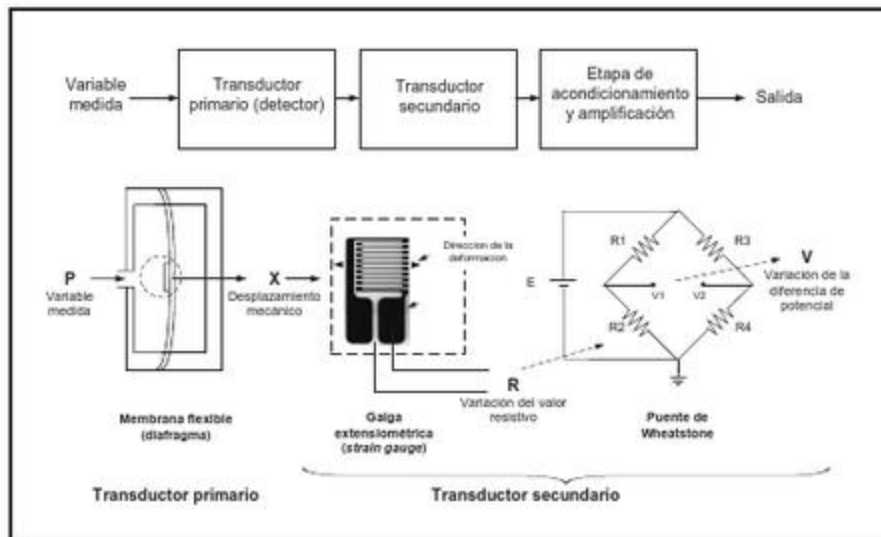 Variable
medida
Transductor
primario (detector)
Transductor
secundario
Etapa de
acondicionamiento
y amplificación
Salida
P
Variable
medida
X
Desplazamiento
mecánico
Direccion de la
deformacion
E
R1
R3
V1
V2
R2
R4
V
Variación de la
diferencia de
potencial
R
Variación del valor
resistivo
Membrana flexible
(diafragma)
Galga
extensiométrica
(strain gauge)
Puente de
Wheatstone
Transductor primario
Transductor secundario